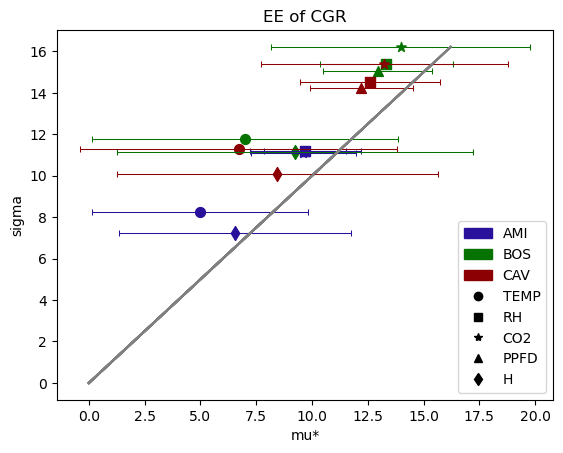 EE of CGR
sigma
16
14
12
10
8
6
4
2
0
AMI
BOS
CAV
TEMP
RH
CO2
PPFD
H
0.0 2.5 5.0 7.5 10.0 12.5 15.0 17.5 20.0
mu*